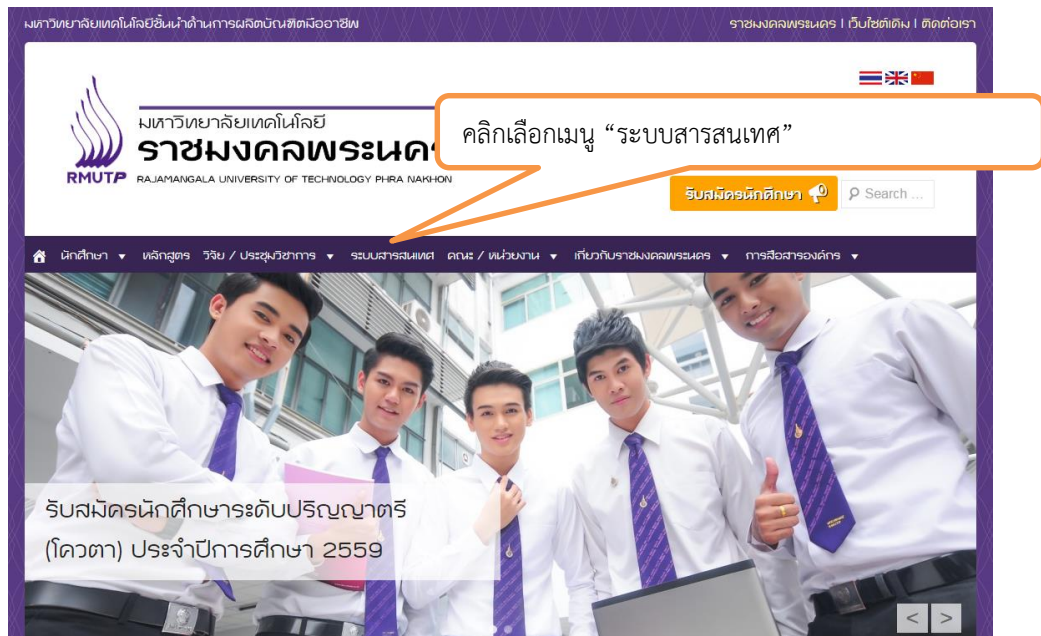 มหาวิทยาลัยเทคโนโลยีชั้นนำด้านการผลิตบัณฑิตมืออาชีพ
ราชมงคลพระนคร | เว็บไซต์เดิม | ติดต่อเรา
มหาวิทยาลัยเทคโนโลยี
คลิกเลือกเมนู “ระบบสารสนเทศ”
ราชมงคลพระนคร
RMUTP
RAJAMANGALA UNIVERSITY OF TECHNOLOGY PHRA NAKHON
รับสมัครนักศึกษา
Search ...
นักศึกษา หลักสูตร วิจัย / ประชุมวิชาการ ระบบสารสนเทศ คณะ / หน่วยงาน เกี่ยวกับราชมงคลพระนคร การสื่อสารองค์กร
รับสมัครนักศึกษาระดับปริญญาตรี
(โควตา) ประจำปีการศึกษา 2559
< >